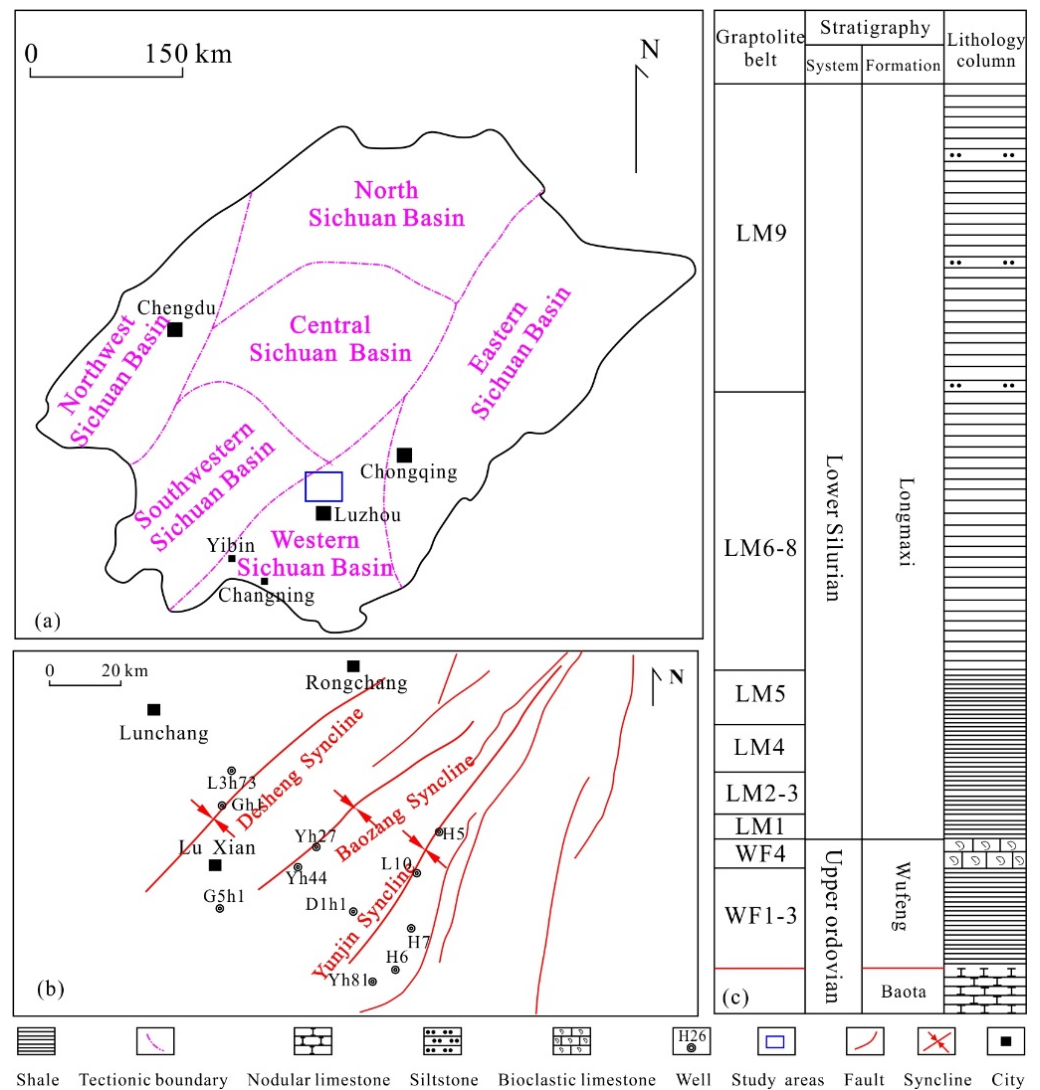 0 150 km
N
North
Sichuan Basin
Chengdu
Central
Sichuan Basin
Eastern
Sichuan Basin
Northwest
Sichuan Basin
Southwestern
Sichuan Basin
Chongqing
Luzhou
Western
Sichuan Basin
Yibin
Changning
(a)
0 20 km
N
Rongchang
Lunchang
Desheng Syncline
L3h73
Gh1
Baozang Syncline
Yh27
H5
Lu Xian
Yh44
L10
G5h1
D1h1
Yunjin Syncline
H7
H6
Yh81
(b)
Graptolite
belt
Stratigraphy
System
Formation
Lithology
column
LM9
LM6-8
LM5
LM4
LM2-3
LM1
WF4
WF1-3
Lower Silurian
Upper ordovian
Longmaxi
Wufeng
Baota
(c)
H26
Shale
Tectionic boundary
Nodular limestone
Siltstone
Bioclastic limestone
Well
Study areas
Fault
Syncline
City